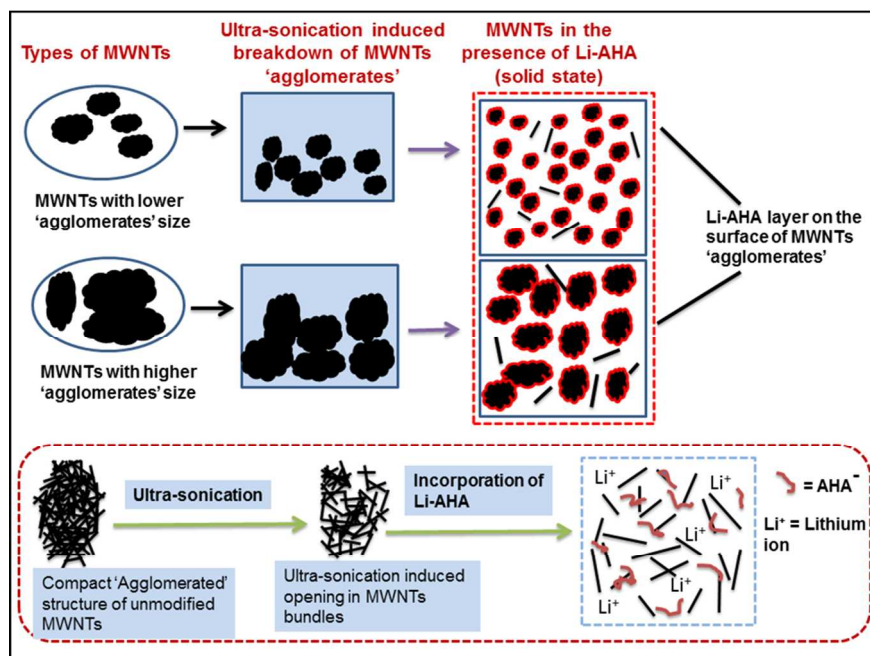 Types of MWNTs
Ultra-sonication induced
breakdown of MWNTs
‘agglomerates’
MWNTs in the
presence of Li-AHA
(solid state)
MWNTs with lower
‘agglomerates’ size
Li-AHA layer on the
surface of MWNTs
‘agglomerates’
MWNTs with higher
‘agglomerates’ size
Ultra-sonication
Incorporation of
Li-AHA
Compact ‘Agglomerated’
structure of unmodified
MWNTs
Ultra-sonication induced
opening in MWNTs
bundles
Li⁺
Li⁺
Li⁺
Li⁺
Li⁺
Li⁺
= AHA⁻
Li⁺ = Lithium
ion